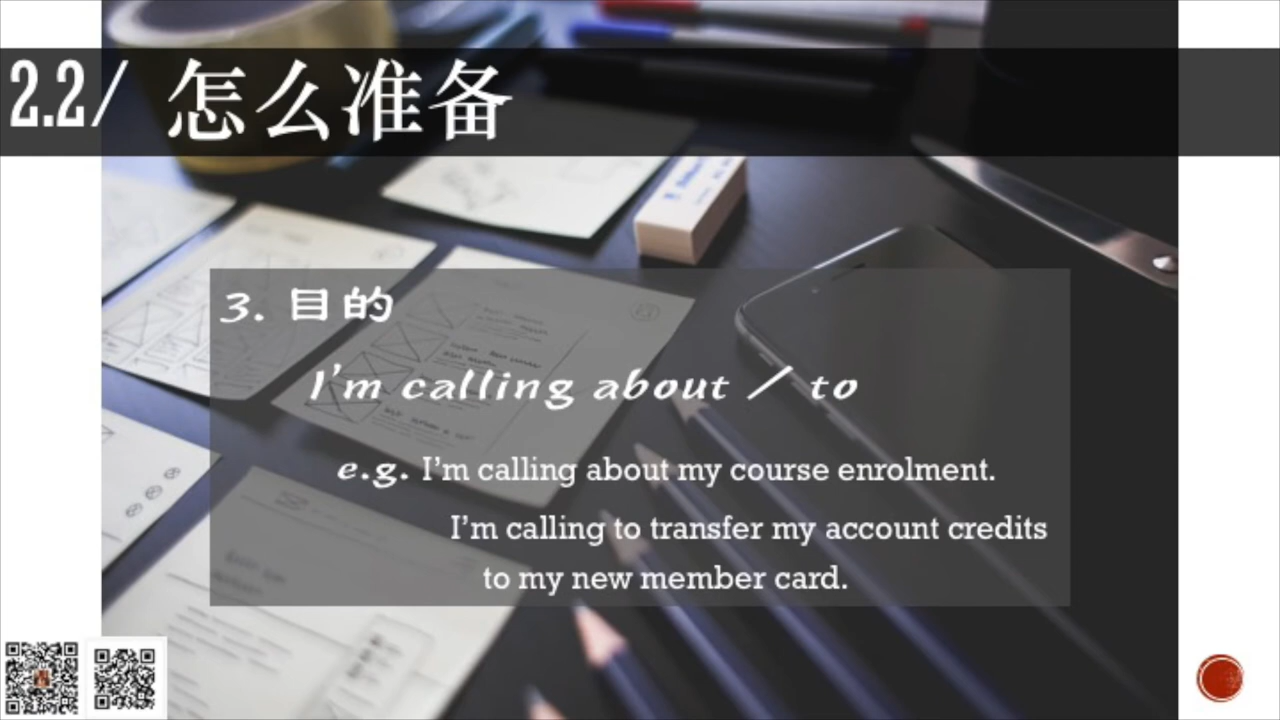 2.2/ 怎么准备
3. 目的
I'm calling about / to
e.g. I'm calling about my course enrolment.
I'm calling to transfer my account credits
to my new member card.